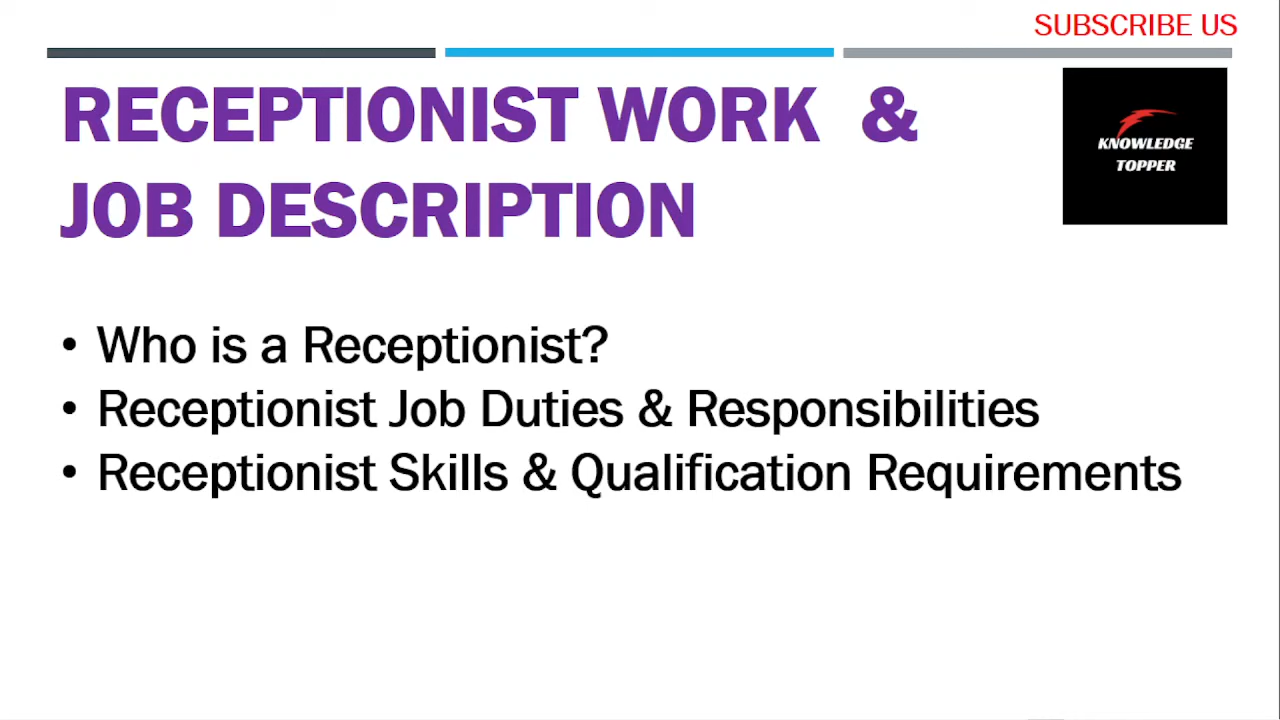 SUBSCRIBE US
RECEPTIONIST WORK &
JOB DESCRIPTION
KNOWLEDGE
TOPPER
• Who is a Receptionist?
• Receptionist Job Duties & Responsibilities
• Receptionist Skills & Qualification Requirements